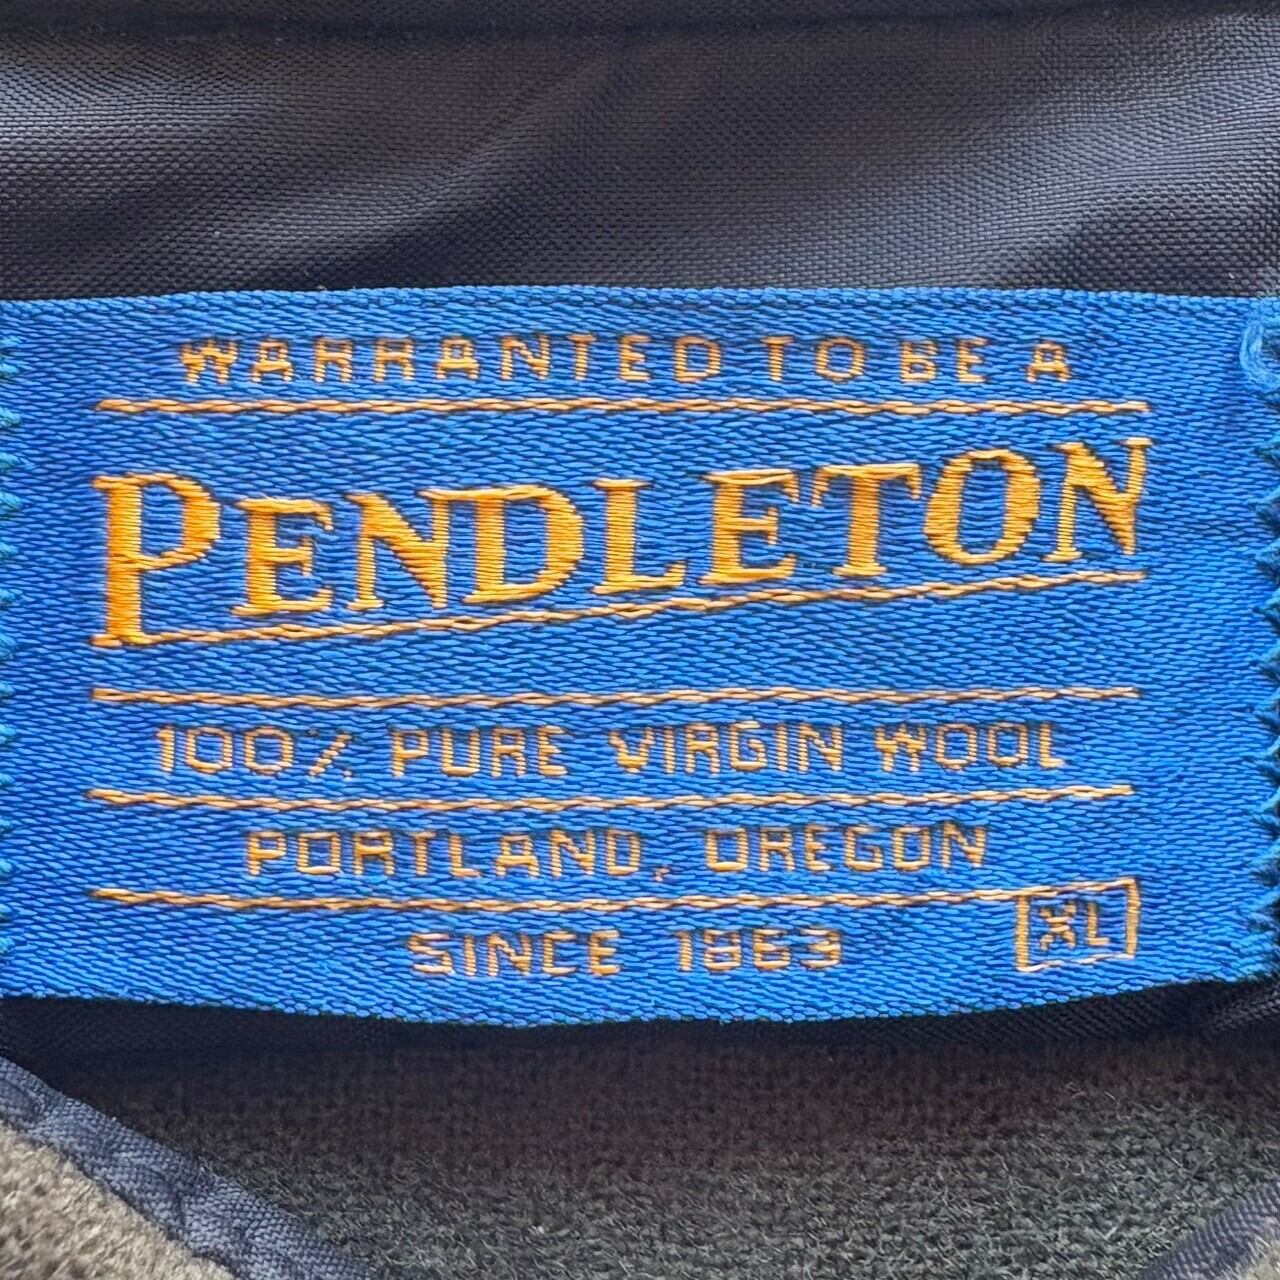 WARRANTED TO BE A
PENDLETON
100% PURE VIRGIN WOOL
PORTLAND, OREGON
SINCE 1863
XL